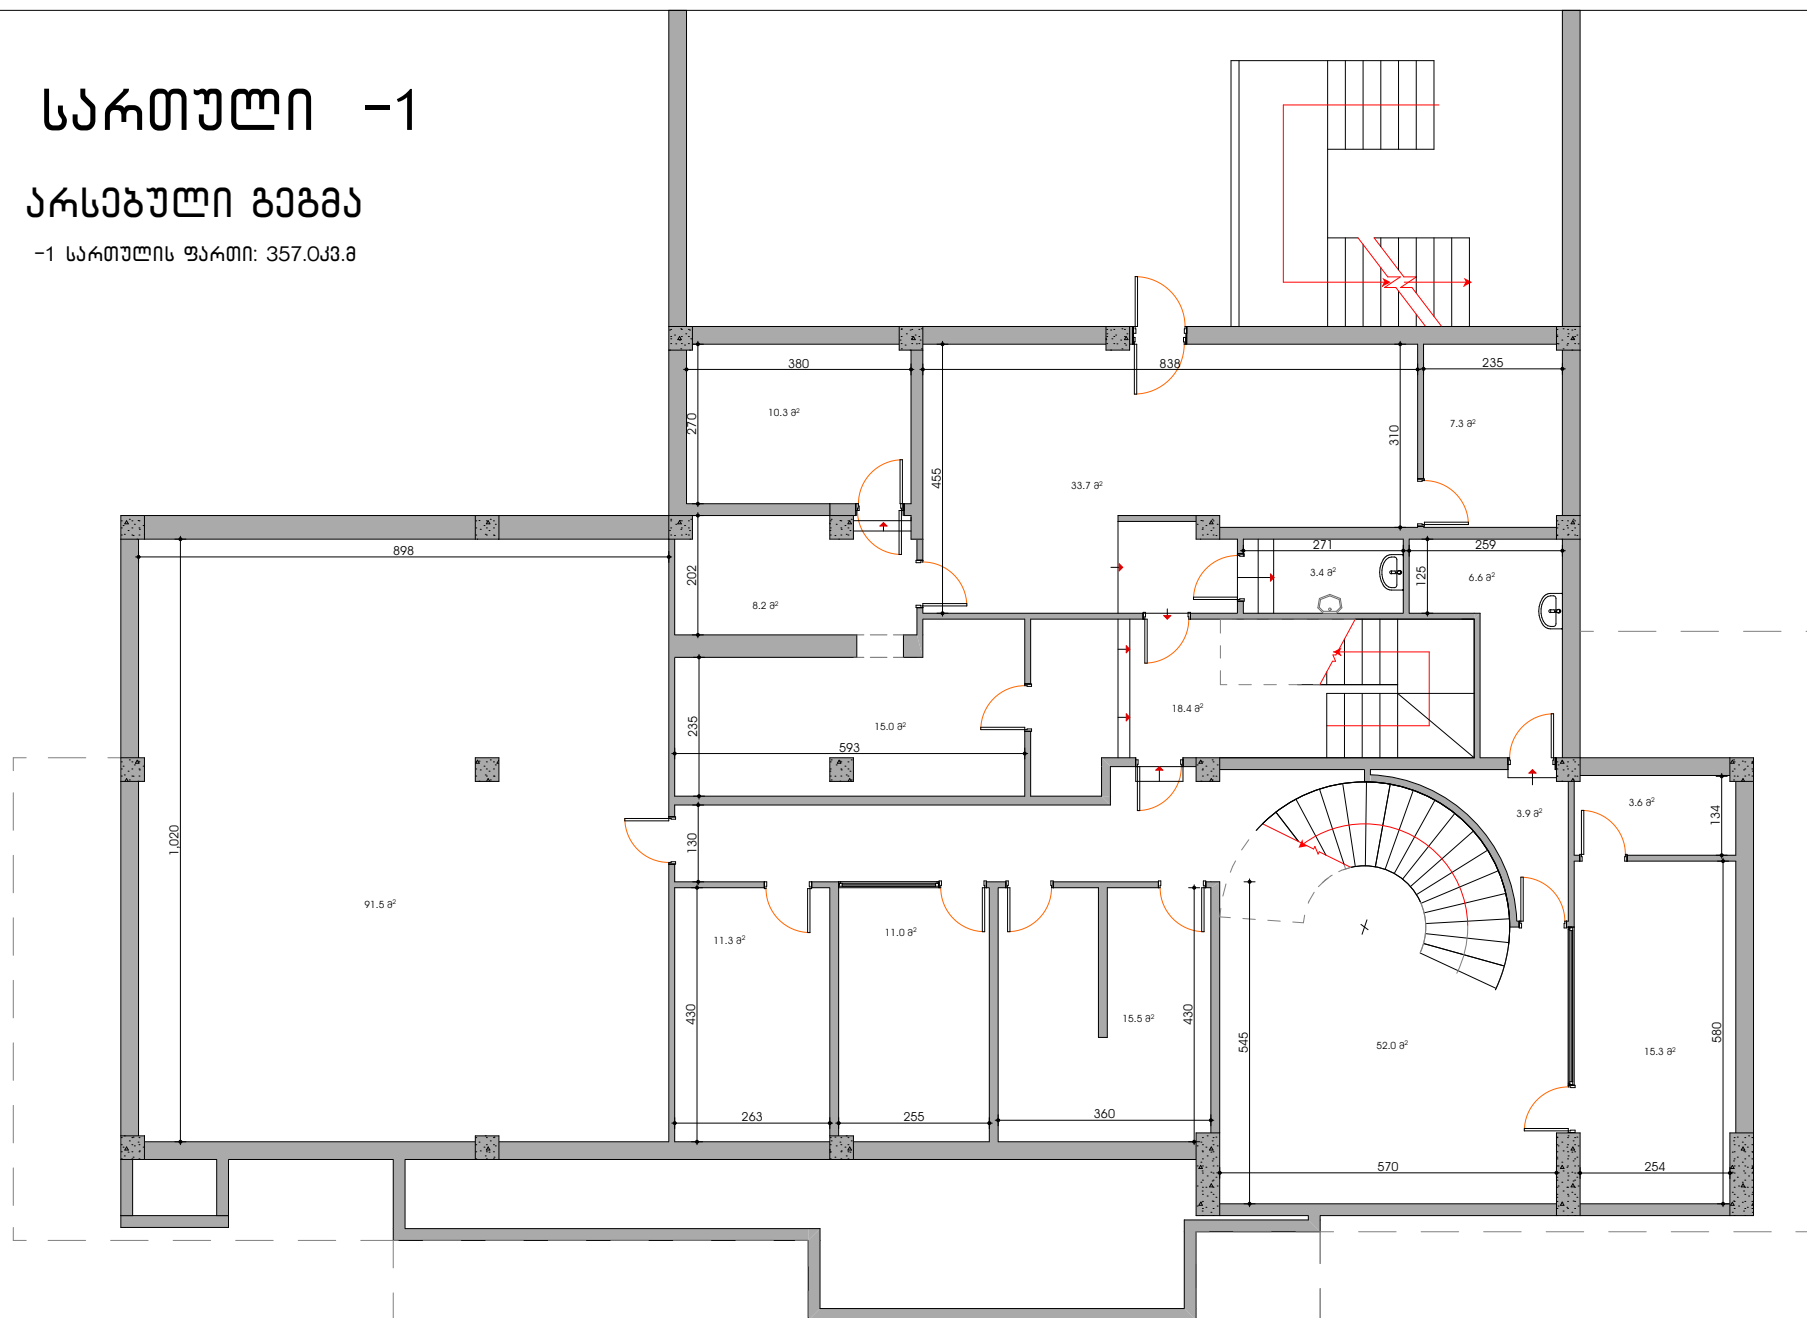 სართული -1
არსებული გეგმა
-1 სართულის ფართი: 357.0კვ.მ
380
838
235
10.3 მ²
270
7.3 მ²
310
455
33.7 მ²
898
271
259
202
3.4 მ²
125
6.6 მ²
8.2 მ²
235
15.0 მ²
18.4 მ²
593
1,020
130
3.9 მ²
3.6 მ²
134
91.5 მ²
11.3 მ²
11.0 მ²
430
15.5 მ²
430
545
52.0 მ²
15.3 მ²
580
263
255
360
570
254